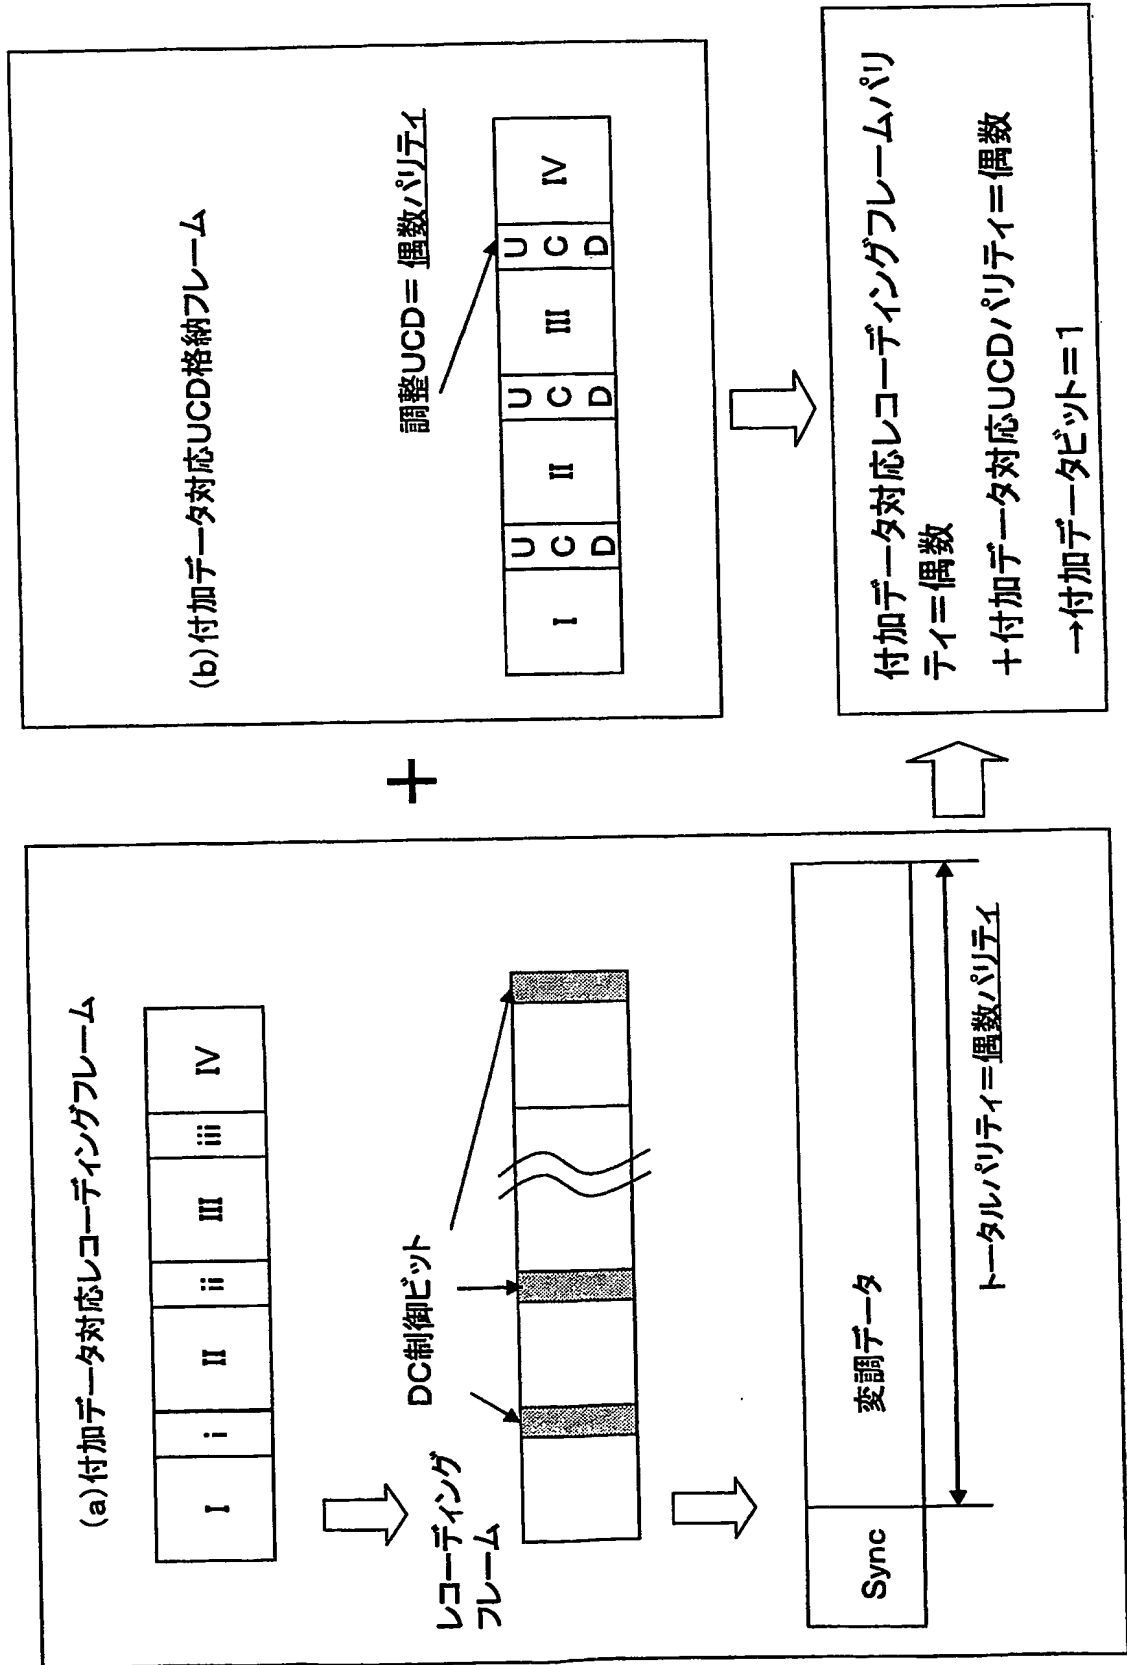 (a)付加データ対応レコーディングフレーム
I i II ii III iii IV
レコーディング
フレーム
DC制御ビット
Sync 変調データ
トータルパリティ=偶数パリティ
+
(b)付加データ対応UCD格納フレーム
調整UCD=偶数パリティ
I UCD II UCD III UCD IV
付加データ対応レコーディングフレームパリ
ティ=偶数
+付加データ対応UCDパリティ=偶数
→付加データビット=1